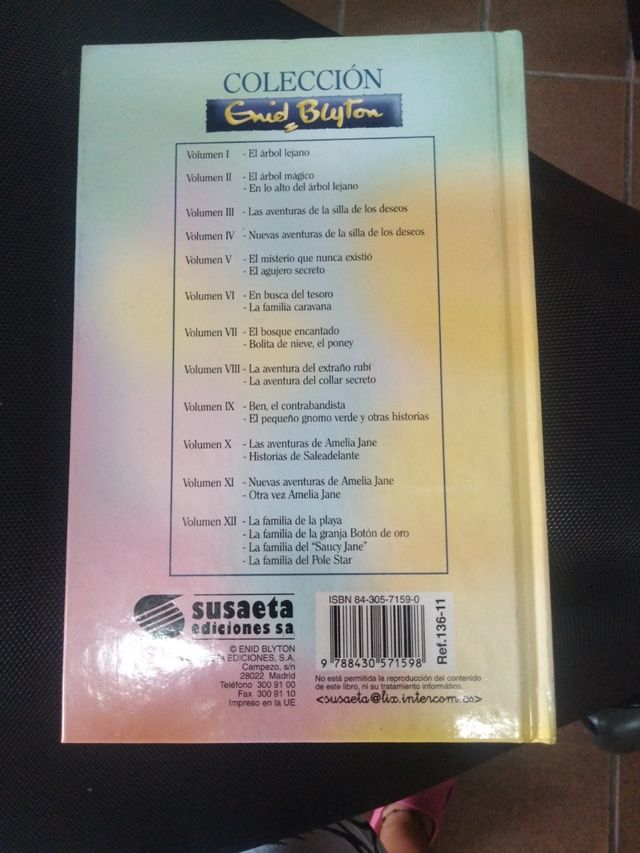 COLECCIÓN
Enid Blyton
Volumen I - El árbol lejano
Volumen II - El árbol mágico
- En lo alto del árbol lejano
Volumen III - Las aventuras de la silla de los deseos
Volumen IV - Nuevas aventuras de la silla de los deseos
Volumen V - El misterio que nunca existió
- El agujero secreto
Volumen VI - En busca del tesoro
- La familia caravana
Volumen VII - El bosque encantado
- Bolita de nieve, el poney
Volumen VIII - La aventura del extraño rubí
- La aventura del collar secreto
Volumen IX - Ben, el contrabandista
- El pequeño gnomo verde y otras historias
Volumen X - Las aventuras de Amelia Jane
- Historias de Saleadelante
Volumen XI - Nuevas aventuras de Amelia Jane
- Otra vez Amelia Jane
Volumen XII - La familia de la playa
- La familia de la granja Botón de oro
- La familia del "Saucy Jane"
- La familia del Pole Star
susaeta
ediciones sa
© ENID BLYTON
EDICIONES, S.A.
Campezo, s/n
28022 Madrid
Teléfono 300 91 00
Fax 300 91 10
Impreso en la UE
ISBN 84-305-7159-0
9 788430 571598
Ref.136-11
No está permitida la reproducción del contenido
de este libro, ni su tratamiento informático.
<susaeta@lix.intercom.es>